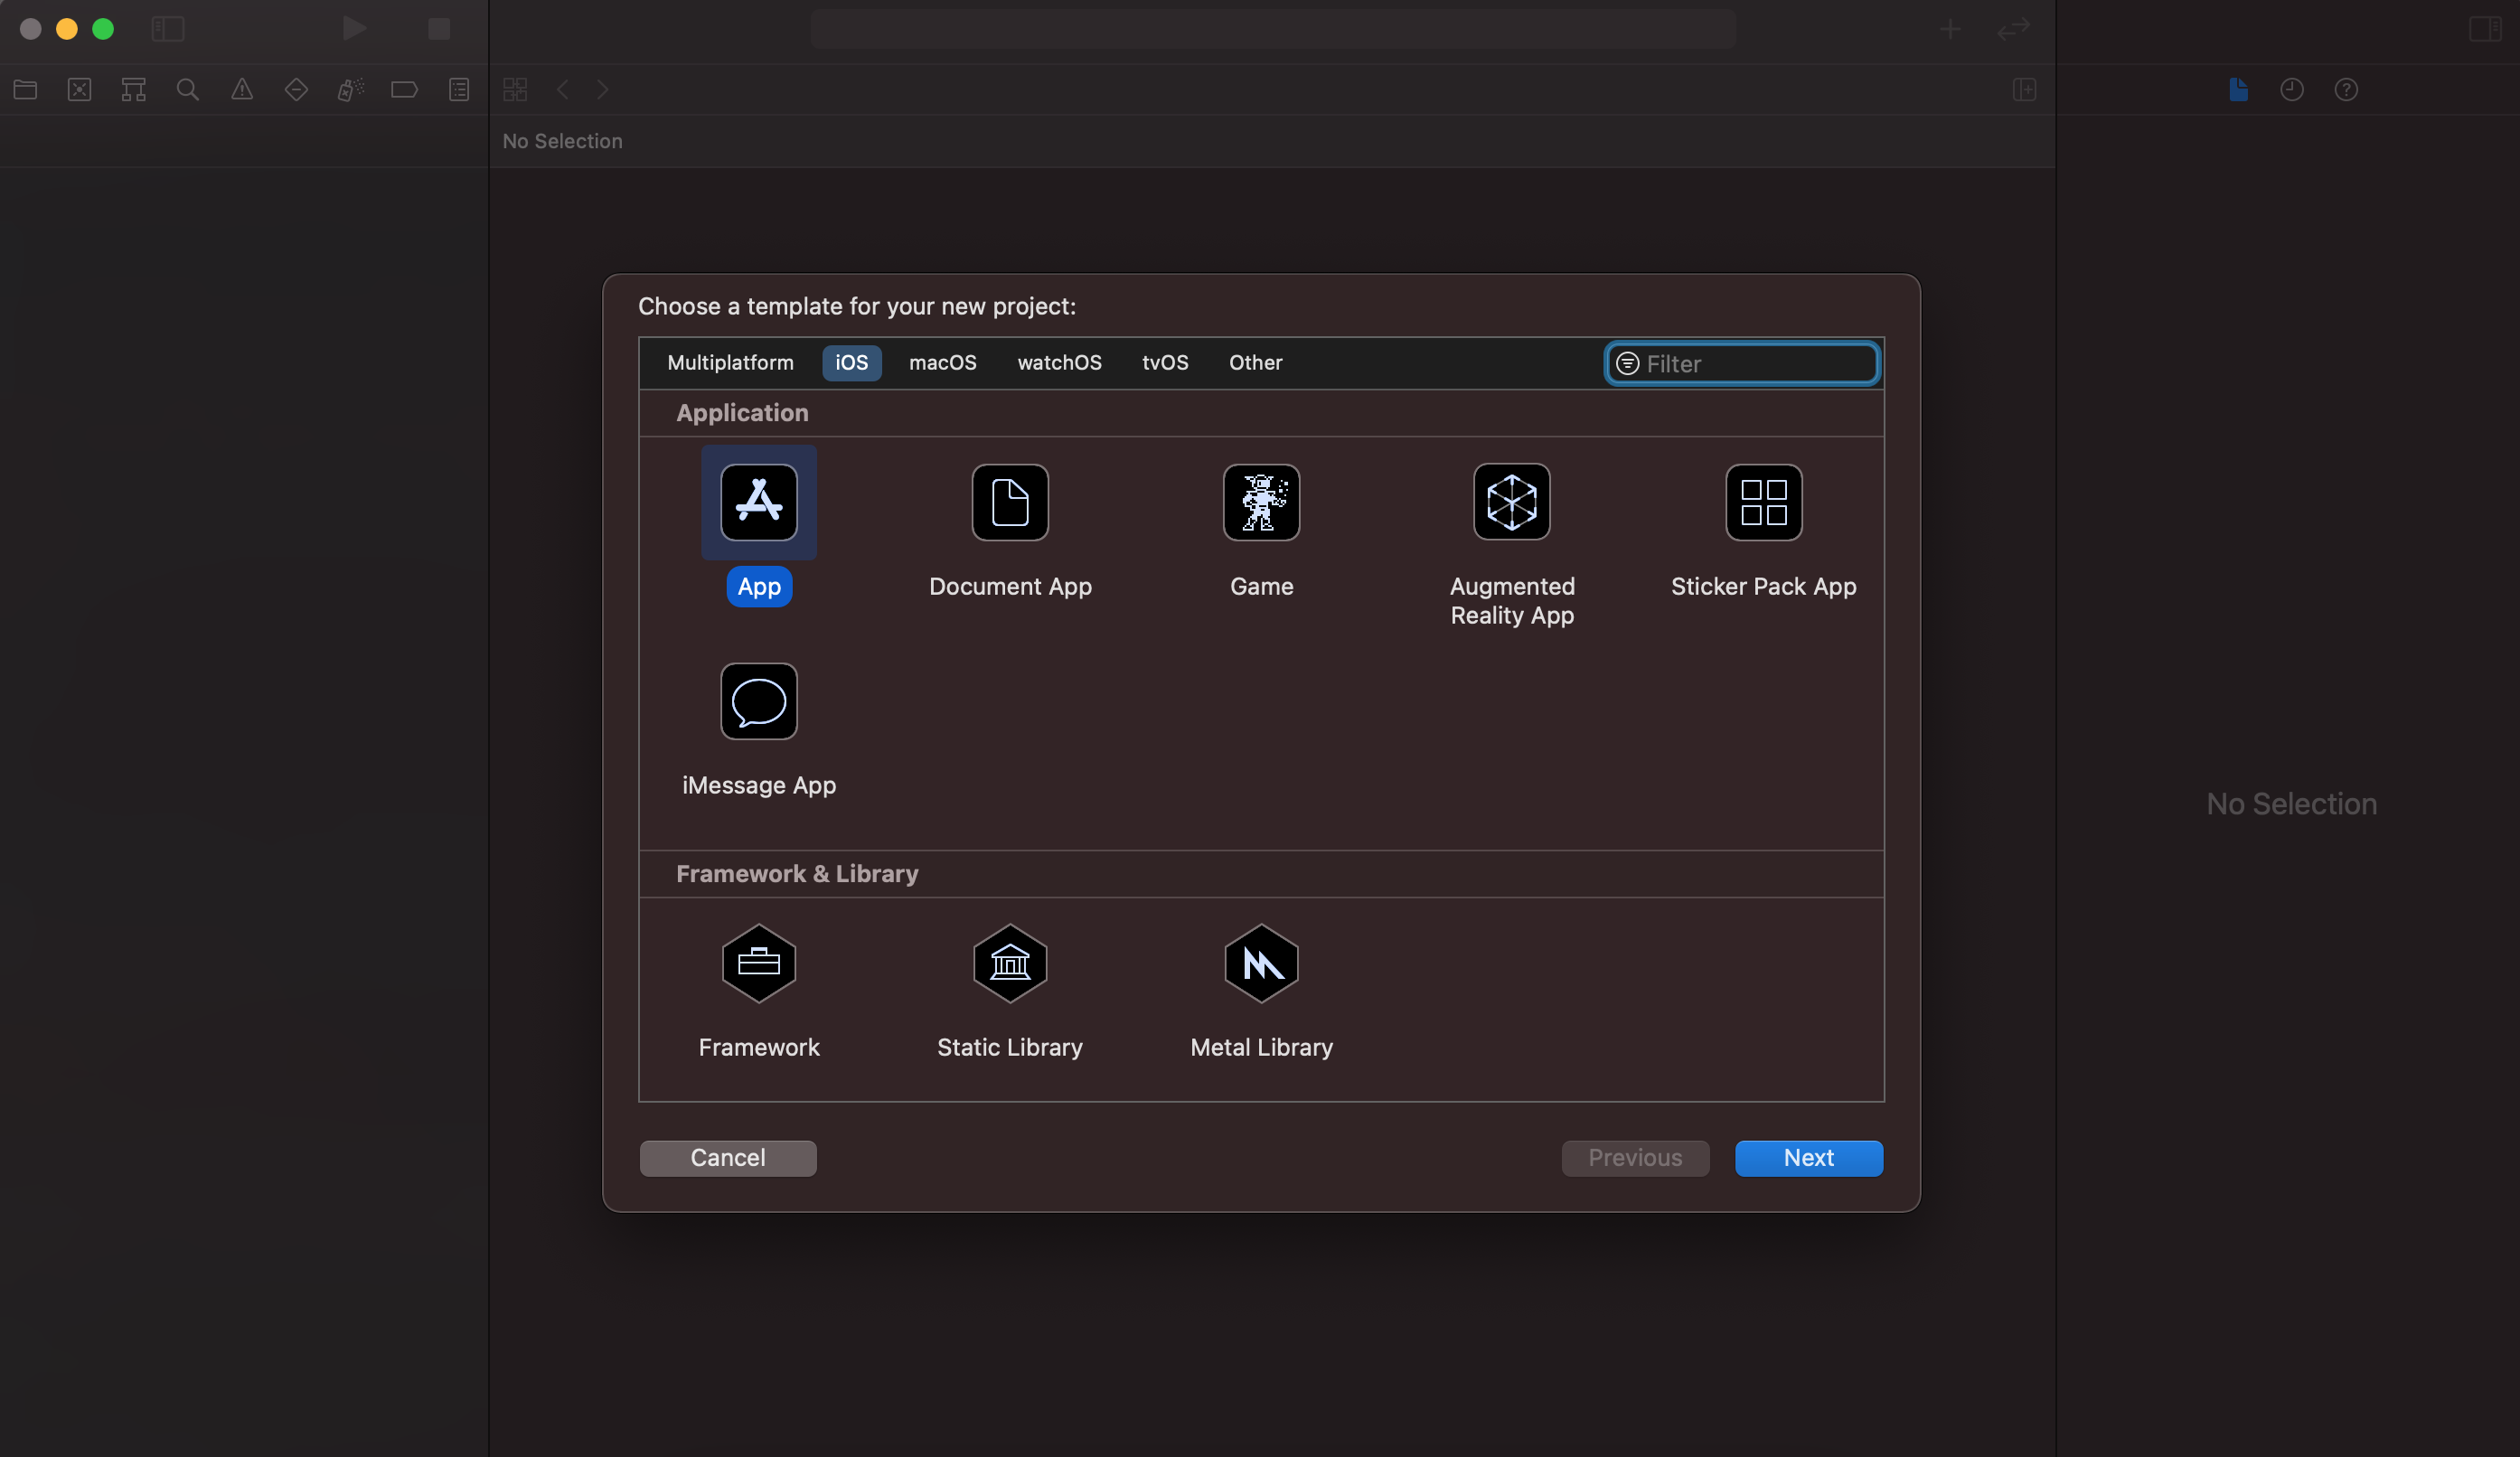 No Selection
Choose a template for your new project:
Multiplatform iOS macOS watchOS tvOS Other Filter
Application
App Document App Game Augmented Reality App Sticker Pack App
iMessage App
Framework & Library
Framework Static Library Metal Library
Cancel Previous Next
No Selection